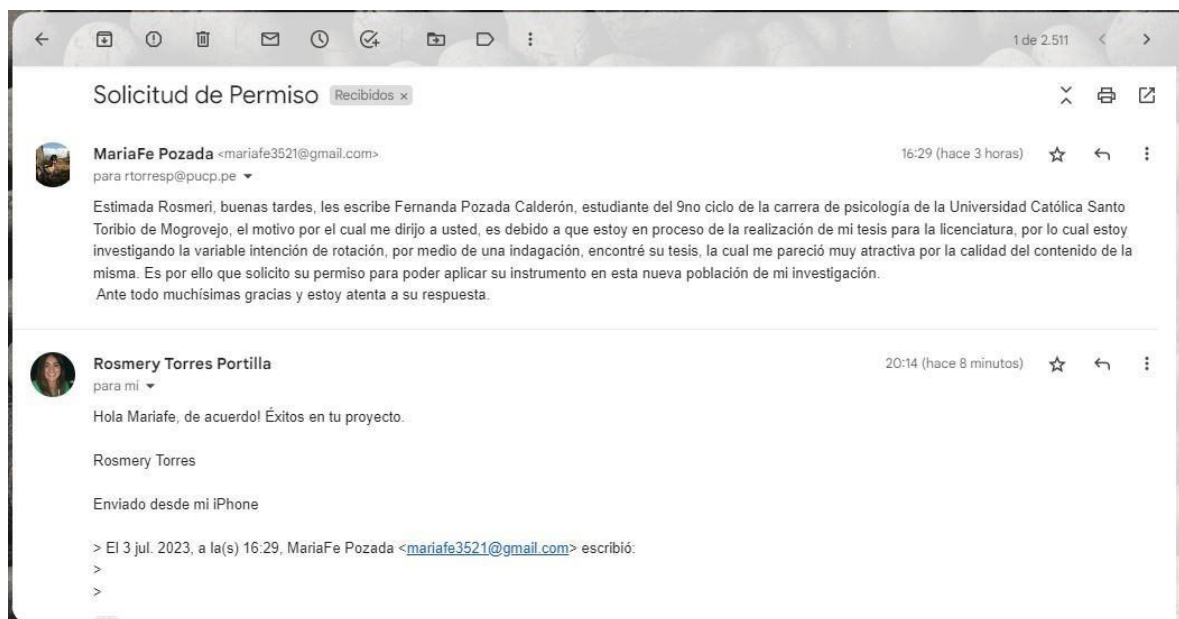 1 de 2.511
Solicitud de Permiso Recibidos ×
MariaFe Pozada <mariafe3521@gmail.com> 16:29 (hace 3 horas)
para rtorresp@pucp.pe
Estimada Rosmeri, buenas tardes, les escribe Fernanda Pozada Calderón, estudiante del 9no ciclo de la carrera de psicología de la Universidad Católica Santo
Toribio de Mogrovejo, el motivo por el cual me dirijo a usted, es debido a que estoy en proceso de la realización de mi tesis para la licenciatura, por lo cual estoy
investigando la variable intención de rotación, por medio de una indagación, encontré su tesis, la cual me pareció muy atractiva por la calidad del contenido de la
misma. Es por ello que solicito su permiso para poder aplicar su instrumento en esta nueva población de mi investigación.
Ante todo muchísimas gracias y estoy atenta a su respuesta.
Rosmery Torres Portilla 20:14 (hace 8 minutos)
para mí
Hola Mariafe, de acuerdo! Éxitos en tu proyecto.
Rosmery Torres
Enviado desde mi iPhone
> El 3 jul. 2023, a la(s) 16:29, MariaFe Pozada <mariafe3521@gmail.com> escribió:
>
>